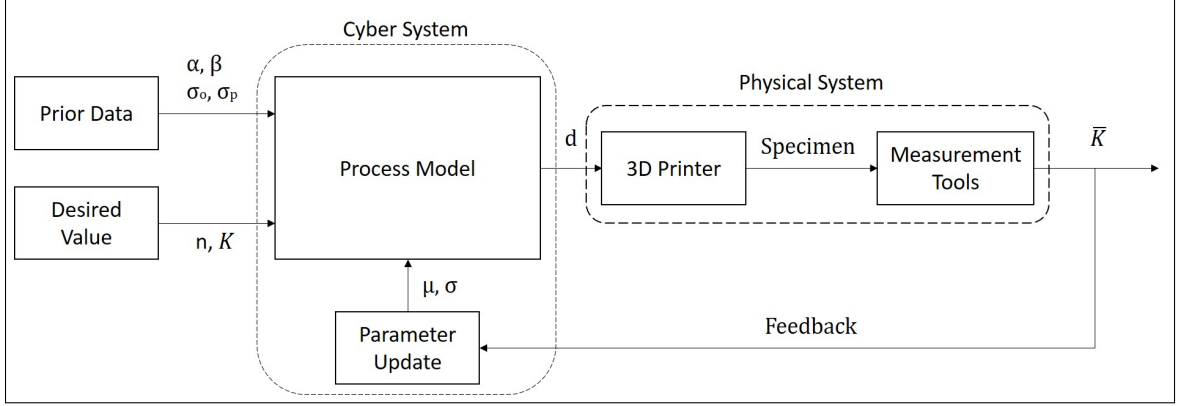 Cyber System
α, β
σₒ, σₚ
Prior Data
Physical System
d
K̅
Process Model
3D Printer
Specimen
Measurement
Tools
Desired
Value
n, K
μ, σ
Parameter
Update
Feedback